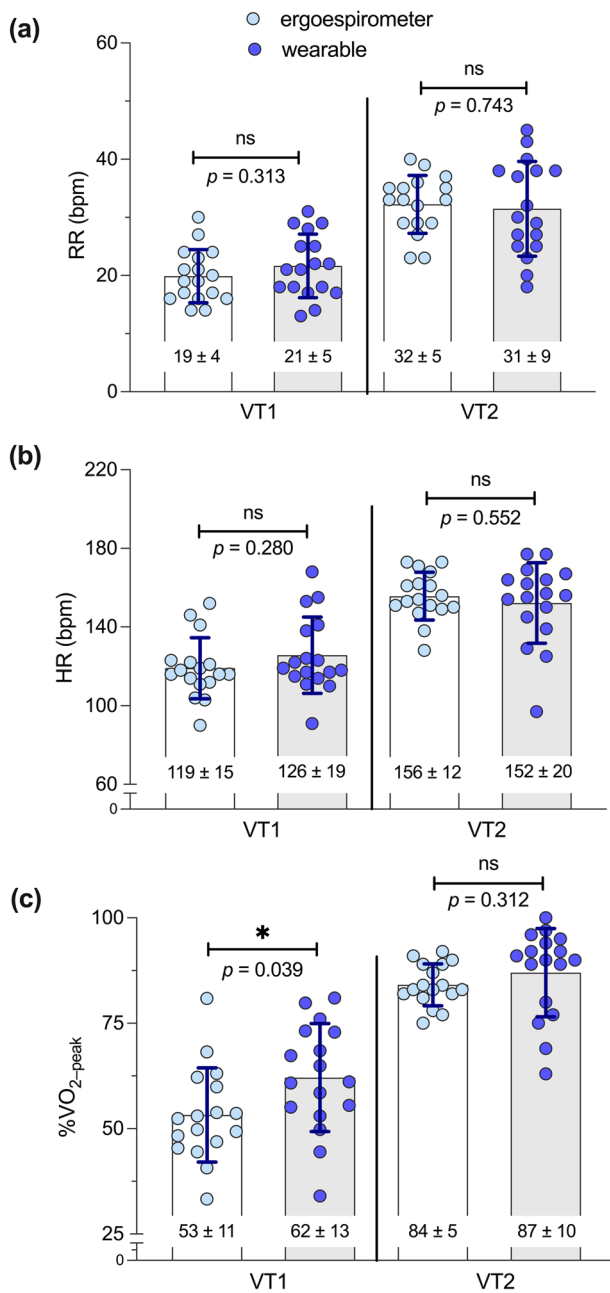 (a)
ergoespirometer
wearable
60
40
20
0
RR (bpm)
ns
p = 0.313
ns
p = 0.743
19 ± 4
21 ± 5
32 ± 5
31 ± 9
VT1
VT2
(b)
220
180
140
100
60
0
HR (bpm)
ns
p = 0.280
ns
p = 0.552
119 ± 15
126 ± 19
156 ± 12
152 ± 20
VT1
VT2
(c)
100
75
50
25
0
%VO2–peak
*
p = 0.039
ns
p = 0.312
53 ± 11
62 ± 13
84 ± 5
87 ± 10
VT1
VT2